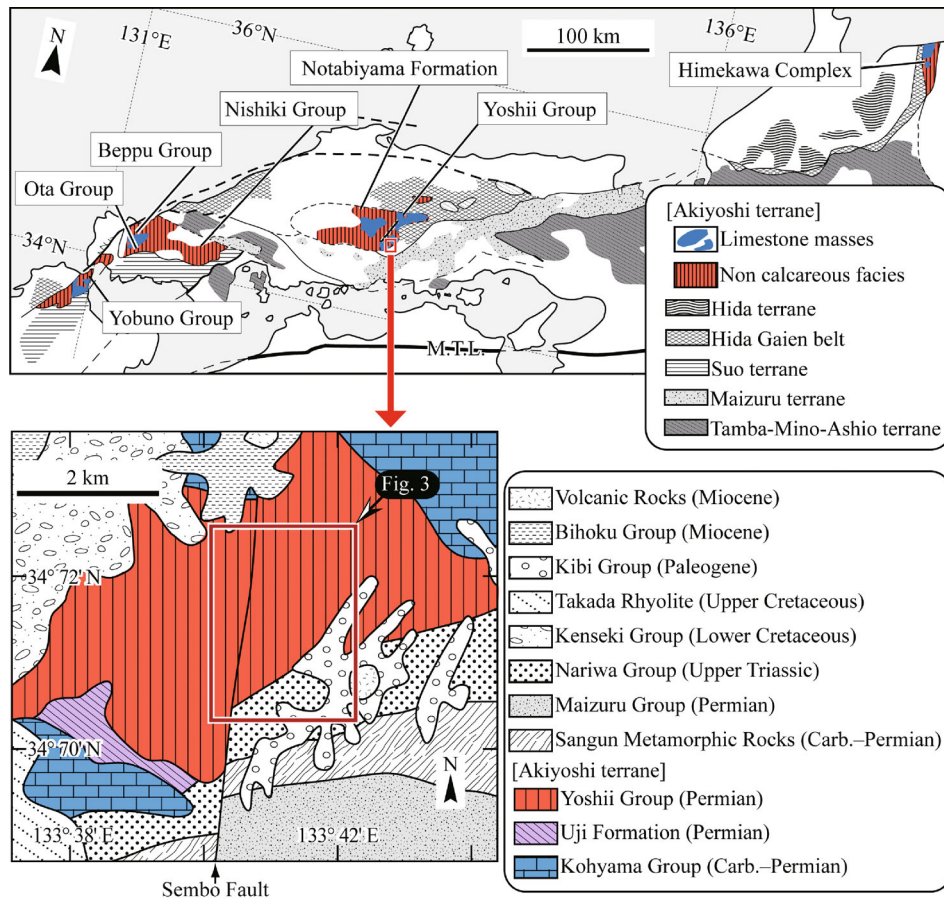 N
131°E
36°N
100 km
136°E
Notabiyama Formation
Himekawa Complex
Nishiki Group
Yoshii Group
Beppu Group
Ota Group
34°N
Yobuno Group
M.T.L.
[Akiyoshi terrane]
Limestone masses
Non calcareous facies
Hida terrane
Hida Gaien belt
Suo terrane
Maizuru terrane
Tamba-Mino-Ashio terrane
2 km
Fig. 3
34° 72' N
34° 70' N
N
133° 38' E
133° 42' E
Sembo Fault
Volcanic Rocks (Miocene)
Bihoku Group (Miocene)
Kibi Group (Paleogene)
Takada Rhyolite (Upper Cretaceous)
Kenseki Group (Lower Cretaceous)
Nariwa Group (Upper Triassic)
Maizuru Group (Permian)
Sangun Metamorphic Rocks (Carb.–Permian)
[Akiyoshi terrane]
Yoshii Group (Permian)
Uji Formation (Permian)
Kohyama Group (Carb.–Permian)